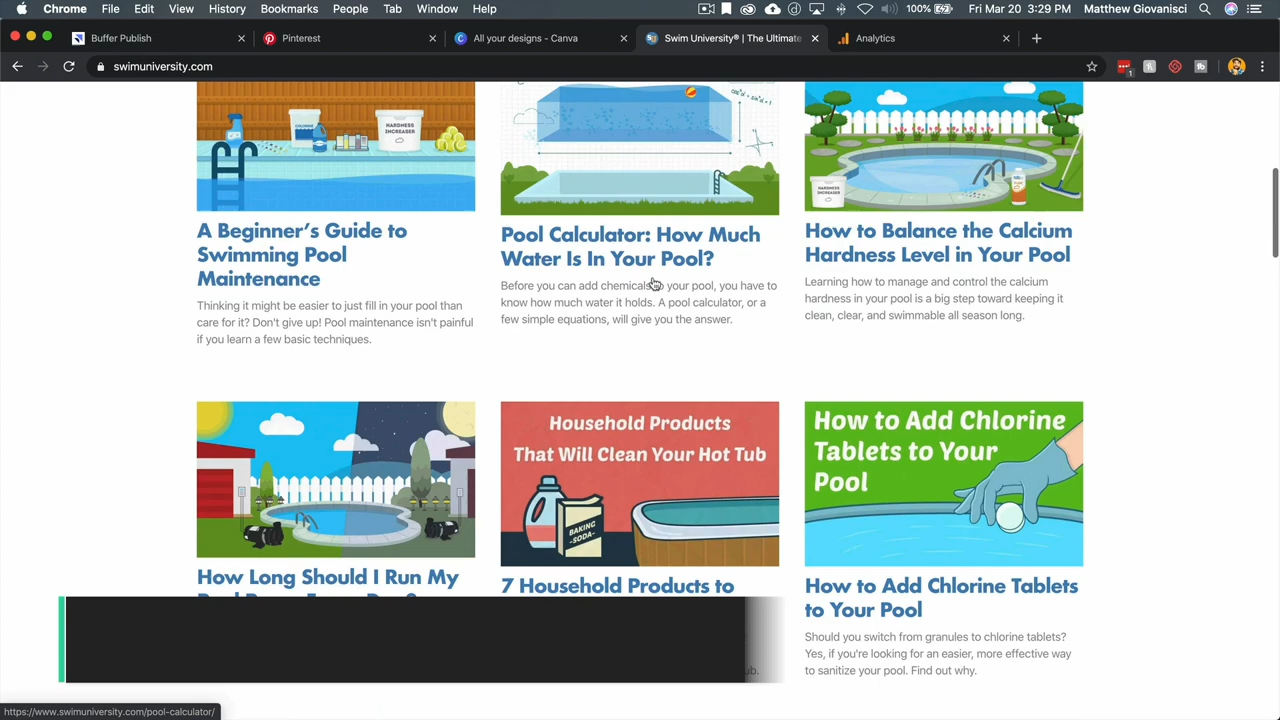 Chrome File Edit View History Bookmarks People Tab Window Help 100% Fri Mar 20 3:29 PM Matthew Giovanisci
Buffer Publish
Pinterest
All your designs - Canva
Swim University® | The Ultimate
Analytics
swimuniversity.com
HARDNESS
INCREASER
HARDNESS
INCREASER
A Beginner's Guide to
Swimming Pool
Maintenance
Thinking it might be easier to just fill in your pool than
care for it? Don't give up! Pool maintenance isn't painful
if you learn a few basic techniques.
Pool Calculator: How Much
Water Is In Your Pool?
Before you can add chemicals to your pool, you have to
know how much water it holds. A pool calculator, or a
few simple equations, will give you the answer.
How to Balance the Calcium
Hardness Level in Your Pool
Learning how to manage and control the calcium
hardness in your pool is a big step toward keeping it
clean, clear, and swimmable all season long.
How Long Should I Run My
Household Products
That Will Clean Your Hot Tub
BAKING
-SODA-
7 Household Products to
How to Add Chlorine
Tablets to Your
Pool
How to Add Chlorine Tablets
to Your Pool
Should you switch from granules to chlorine tablets?
Yes, if you're looking for an easier, more effective way
to sanitize your pool. Find out why.
https://www.swimuniversity.com/pool-calculator/